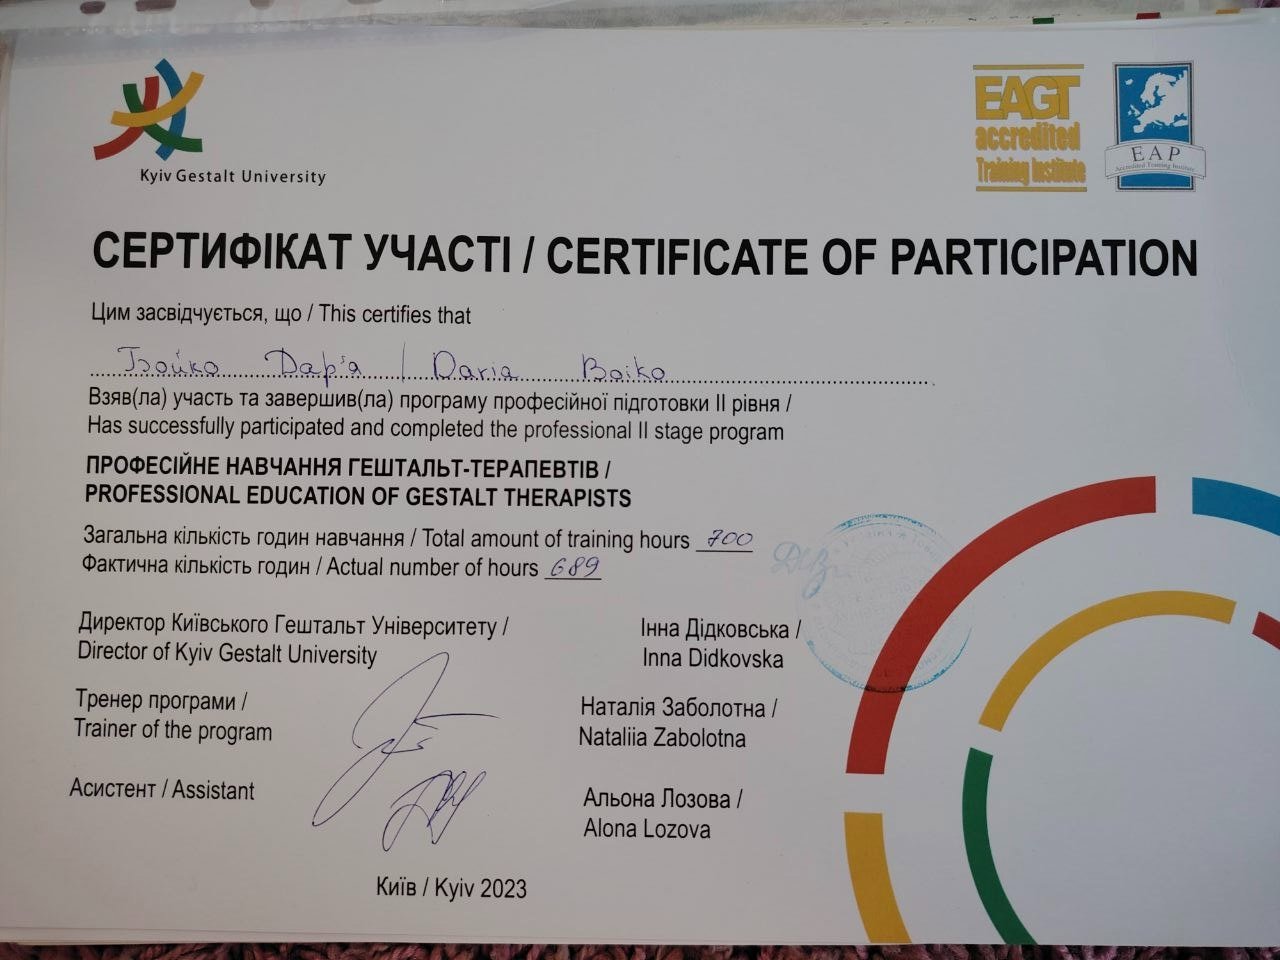 Kyiv Gestalt University
EAGT
accredited
Training Institute
EAP
Accredited Training Institute
СЕРТИФІКАТ УЧАСТІ / CERTIFICATE OF PARTICIPATION
Цим засвідчується, що / This certifies that
Бойко Дар'я / Daria Boiko
Взяв(ла) участь та завершив(ла) програму професійної підготовки II рівня /
Has successfully participated and completed the professional II stage program
ПРОФЕСІЙНЕ НАВЧАННЯ ГЕШТАЛЬТ-ТЕРАПЕВТІВ /
PROFESSIONAL EDUCATION OF GESTALT THERAPISTS
Загальна кількість годин навчання / Total amount of training hours 700
Фактична кількість годин / Actual number of hours 689
Директор Київського Гештальт Університету /
Director of Kyiv Gestalt University
Інна Дідковська /
Inna Didkovska
Тренер програми /
Trainer of the program
Наталія Заболотна /
Nataliia Zabolotna
Асистент / Assistant
Альона Лозова /
Alona Lozova
Київ / Kyiv 2023